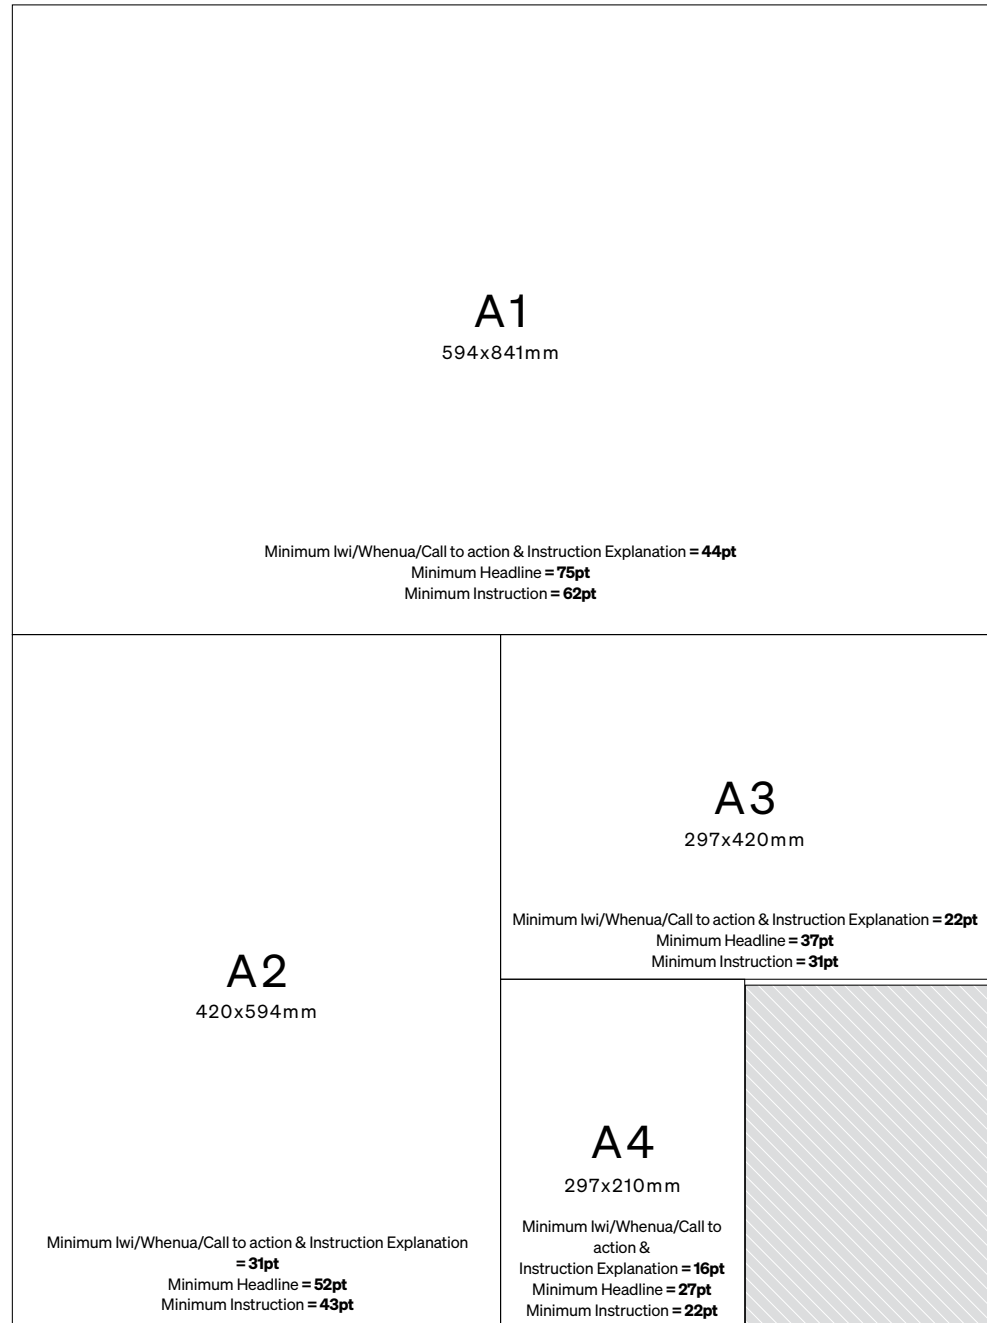 A1
594x841mm
Minimum Iwi/Whenua/Call to action & Instruction Explanation = 44pt
Minimum Headline = 75pt
Minimum Instruction = 62pt
A2
420x594mm
Minimum Iwi/Whenua/Call to action & Instruction Explanation
= 31pt
Minimum Headline = 52pt
Minimum Instruction = 43pt
A3
297x420mm
Minimum Iwi/Whenua/Call to action & Instruction Explanation = 22pt
Minimum Headline = 37pt
Minimum Instruction = 31pt
A4
297x210mm
Minimum Iwi/Whenua/Call to
action &
Instruction Explanation = 16pt
Minimum Headline = 27pt
Minimum Instruction = 22pt